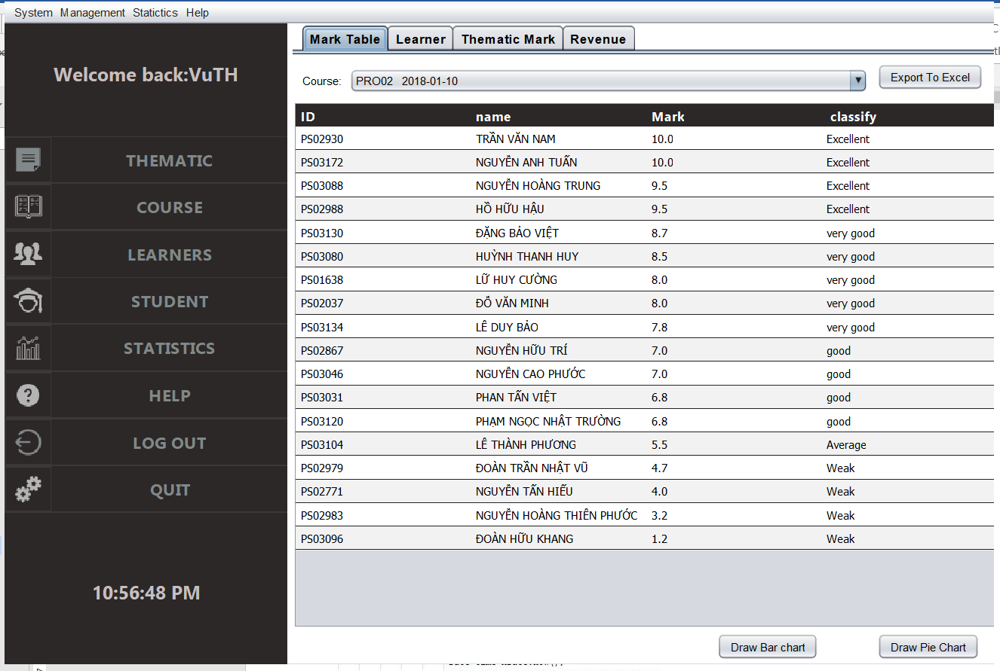 System Management Statictics Help
Welcome back:VuTH
THEMATIC
COURSE
LEARNERS
STUDENT
STATISTICS
HELP
LOG OUT
QUIT
10:56:48 PM
Mark Table Learner Thematic Mark Revenue
Course: PRO02 2018-01-10 Export To Excel
ID name Mark classify
PS02930 TRẦN VĂN NAM 10.0 Excellent
PS03172 NGUYỄN ANH TUẤN 10.0 Excellent
PS03088 NGUYỄN HOÀNG TRUNG 9.5 Excellent
PS02988 HỒ HỮU HẬU 9.5 Excellent
PS03130 ĐẶNG BẢO VIỆT 8.7 very good
PS03080 HUỲNH THANH HUY 8.5 very good
PS01638 LỮ HUY CƯỜNG 8.0 very good
PS02037 ĐỖ VĂN MINH 8.0 very good
PS03134 LÊ DUY BẢO 7.8 very good
PS02867 NGUYỄN HỮU TRÍ 7.0 good
PS03046 NGUYỄN CAO PHƯỚC 7.0 good
PS03031 PHAN TẤN VIỆT 6.8 good
PS03120 PHẠM NGỌC NHẬT TRƯỜNG 6.8 good
PS03104 LÊ THÀNH PHƯƠNG 5.5 Average
PS02979 ĐOÀN TRẦN NHẬT VŨ 4.7 Weak
PS02771 NGUYỄN TẤN HIẾU 4.0 Weak
PS02983 NGUYỄN HOÀNG THIÊN PHƯỚC 3.2 Weak
PS03096 ĐOÀN HỮU KHANG 1.2 Weak
Draw Bar chart Draw Pie Chart